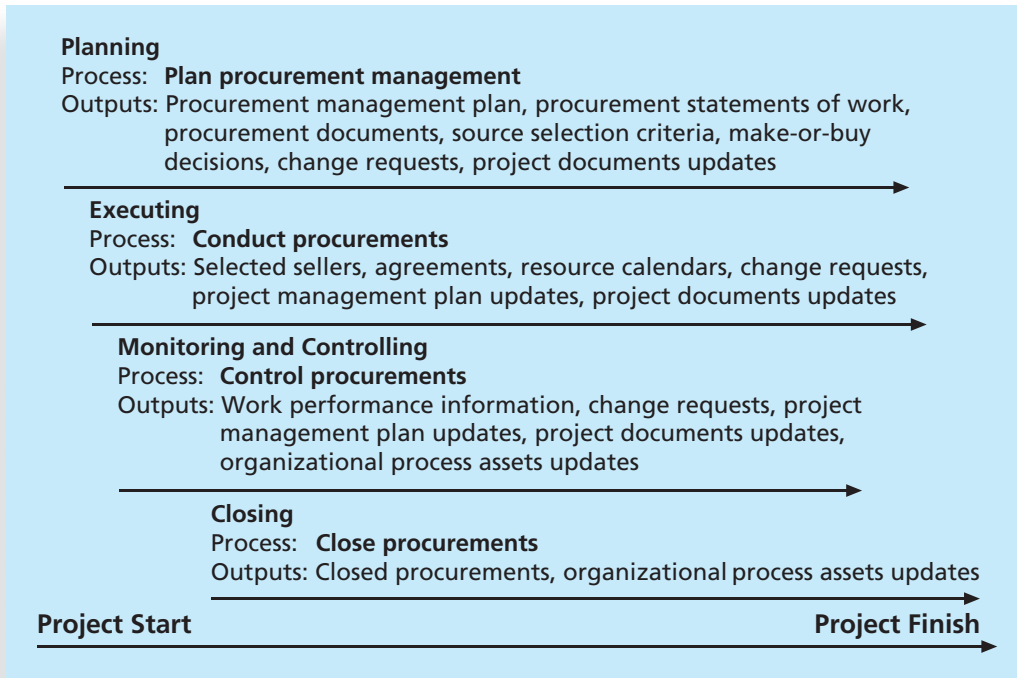 Planning
Process: Plan procurement management
Outputs: Procurement management plan, procurement statements of work,
procurement documents, source selection criteria, make-or-buy
decisions, change requests, project documents updates
Executing
Process: Conduct procurements
Outputs: Selected sellers, agreements, resource calendars, change requests,
project management plan updates, project documents updates
Monitoring and Controlling
Process: Control procurements
Outputs: Work performance information, change requests, project
management plan updates, project documents updates,
organizational process assets updates
Closing
Process: Close procurements
Outputs: Closed procurements, organizational process assets updates
Project Start Project Finish